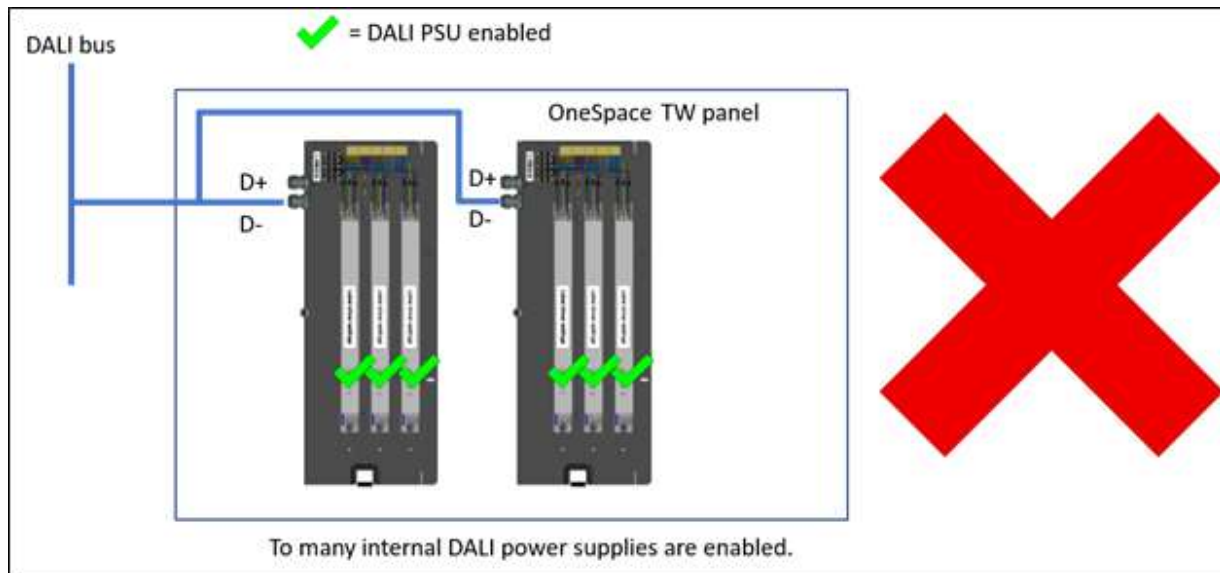 = DALI PSU enabled
DALI bus
OneSpace TW panel
D+
D-
D+
D-
To many internal DALI power supplies are enabled.